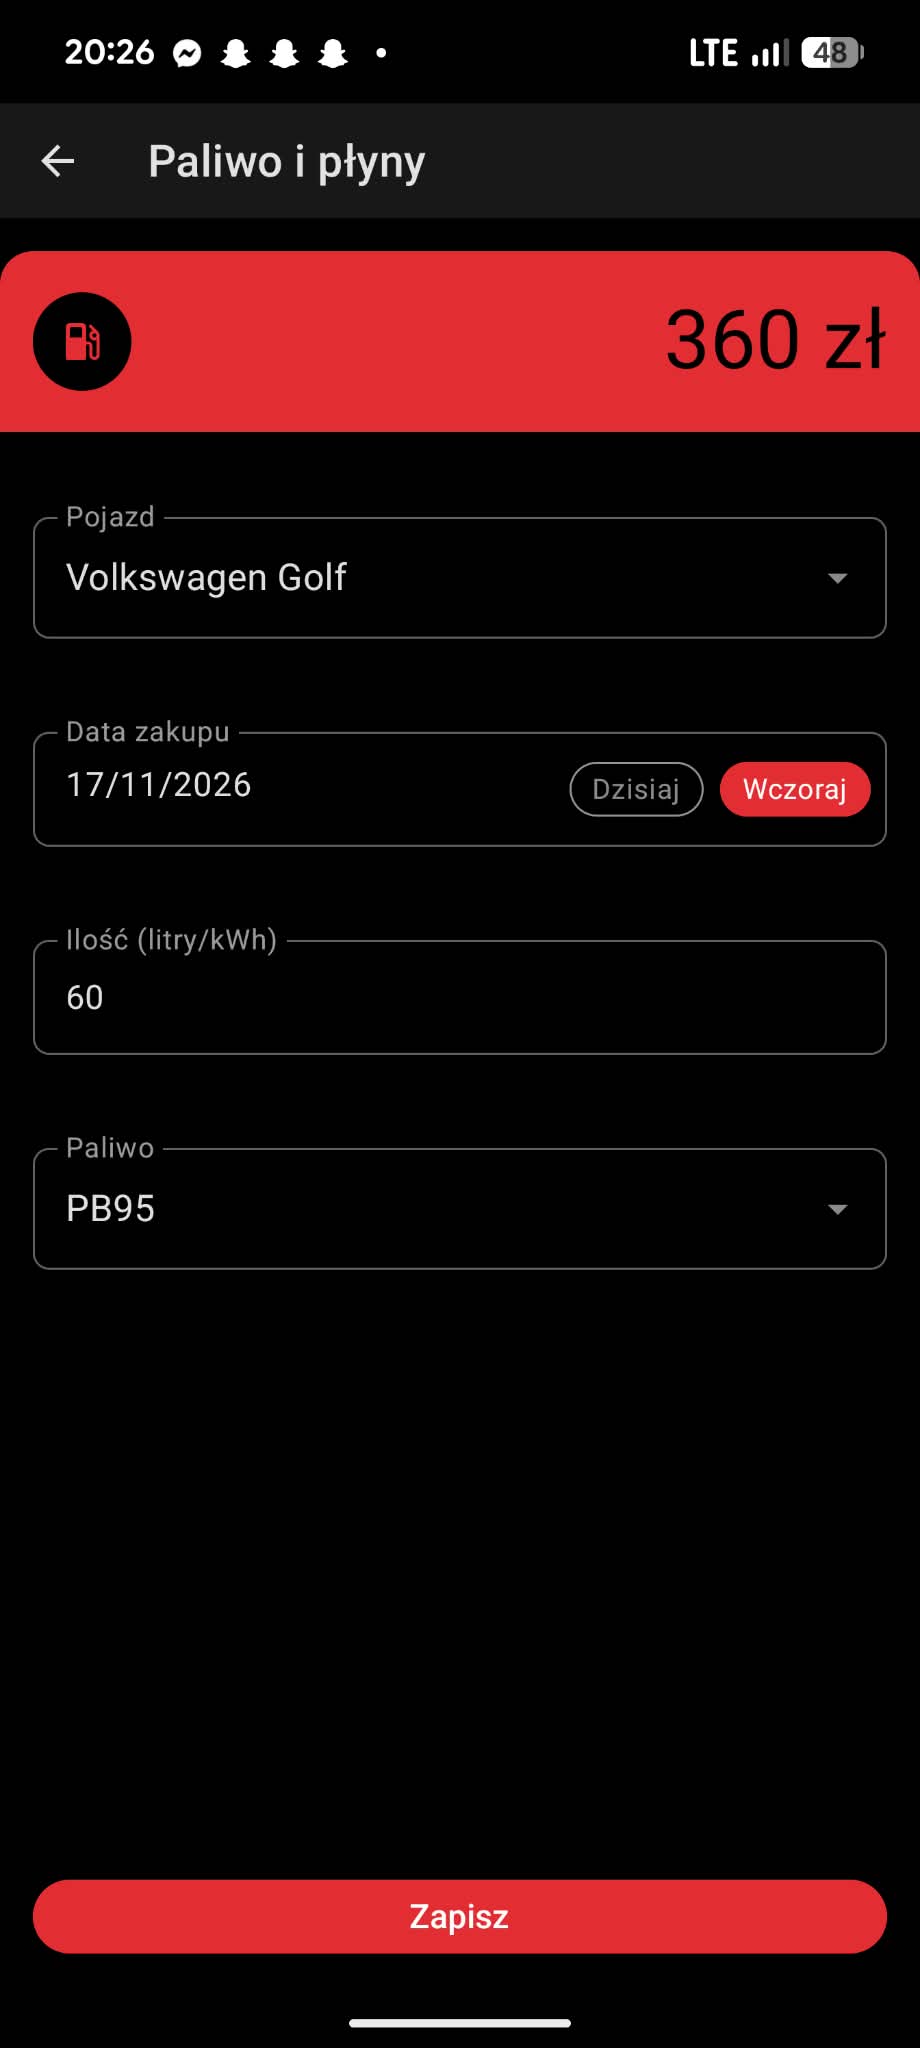 20:26 LTE 48
Paliwo i płyny
360 zł
Pojazd
Volkswagen Golf
Data zakupu
17/11/2026 Dzisiaj Wczoraj
Ilość (litry/kWh)
60
Paliwo
PB95
Zapisz